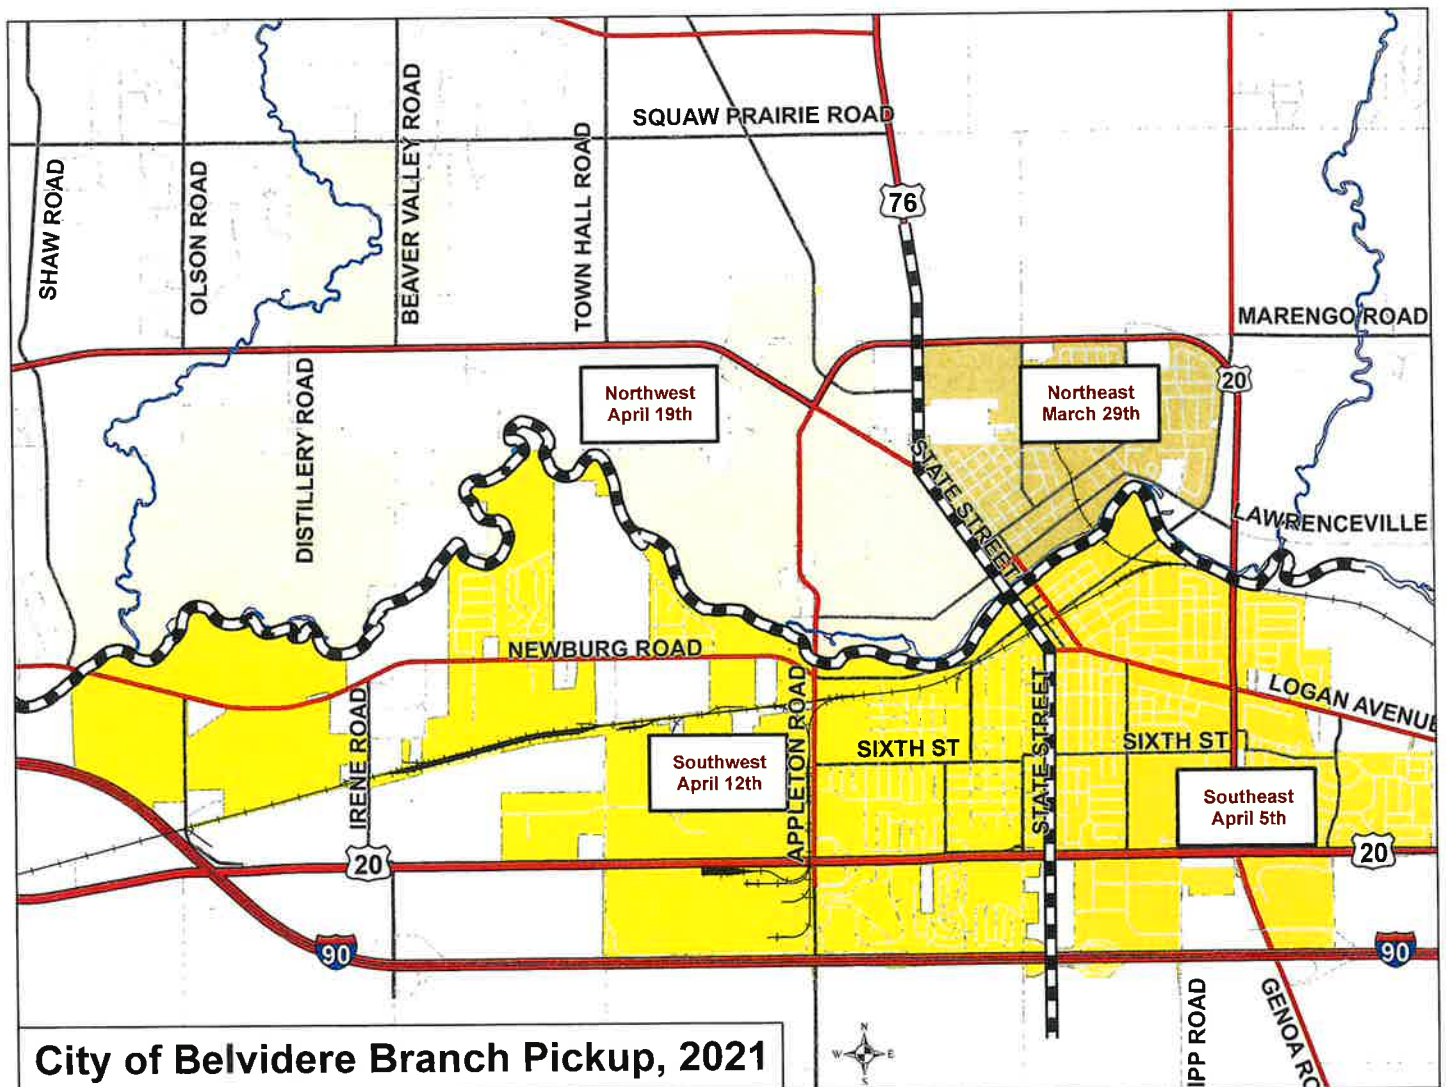 SQUAW PRAIRIE ROAD
SHAW ROAD
OLSON ROAD
BEAVER VALLEY ROAD
TOWN HALL ROAD
76
MARENGO ROAD
DISTILLERY ROAD
Northwest
April 19th
Northeast
March 29th
20
STATE STREET
LAWRENCEVILLE
NEWBURG ROAD
IRENE ROAD
APPLETON ROAD
STATE STREET
LOGAN AVENUE
SIXTH ST
SIXTH ST
Southwest
April 12th
Southeast
April 5th
20
20
90
90
IPP ROAD
GENOA RO
City of Belvidere Branch Pickup, 2021
N
W E
S